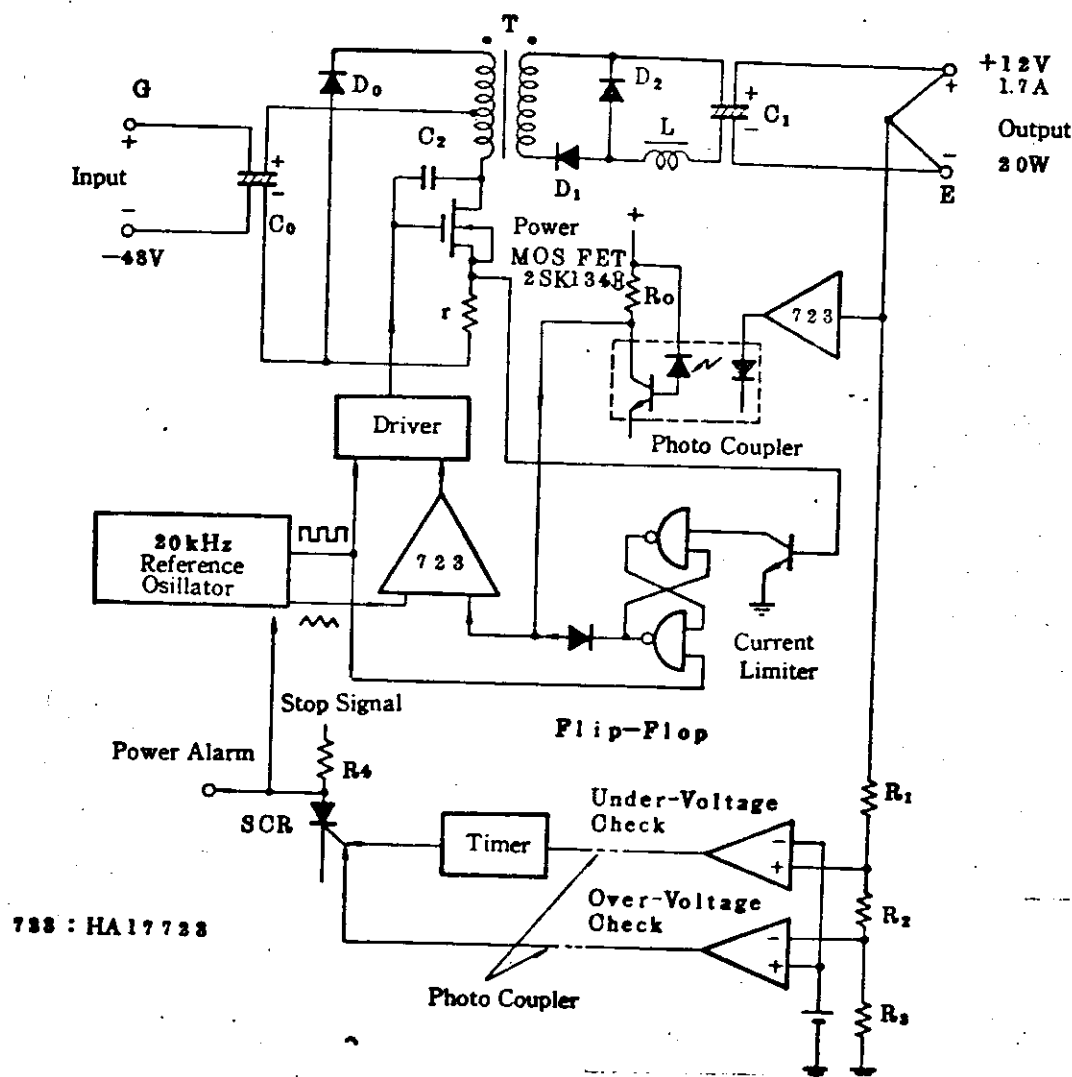 T
G
+
Input
−
−48V
D₀
+
−
C₀
C₂
D₂
L
D₁
+
−
C₁
+12V
1.7A
+
Output
−
20W
E
Power
MOS FET
2SK134H
r
+
R₀
723
Photo Coupler
Driver
20kHz
Reference
Osillator
723
Current
Limiter
Flip-Flop
Stop Signal
Power Alarm
R4
SCR
Timer
Under-Voltage
Check
−
+
R₁
R₂
Over-Voltage
Check
−
+
R₃
Photo Coupler
723 : HA17723